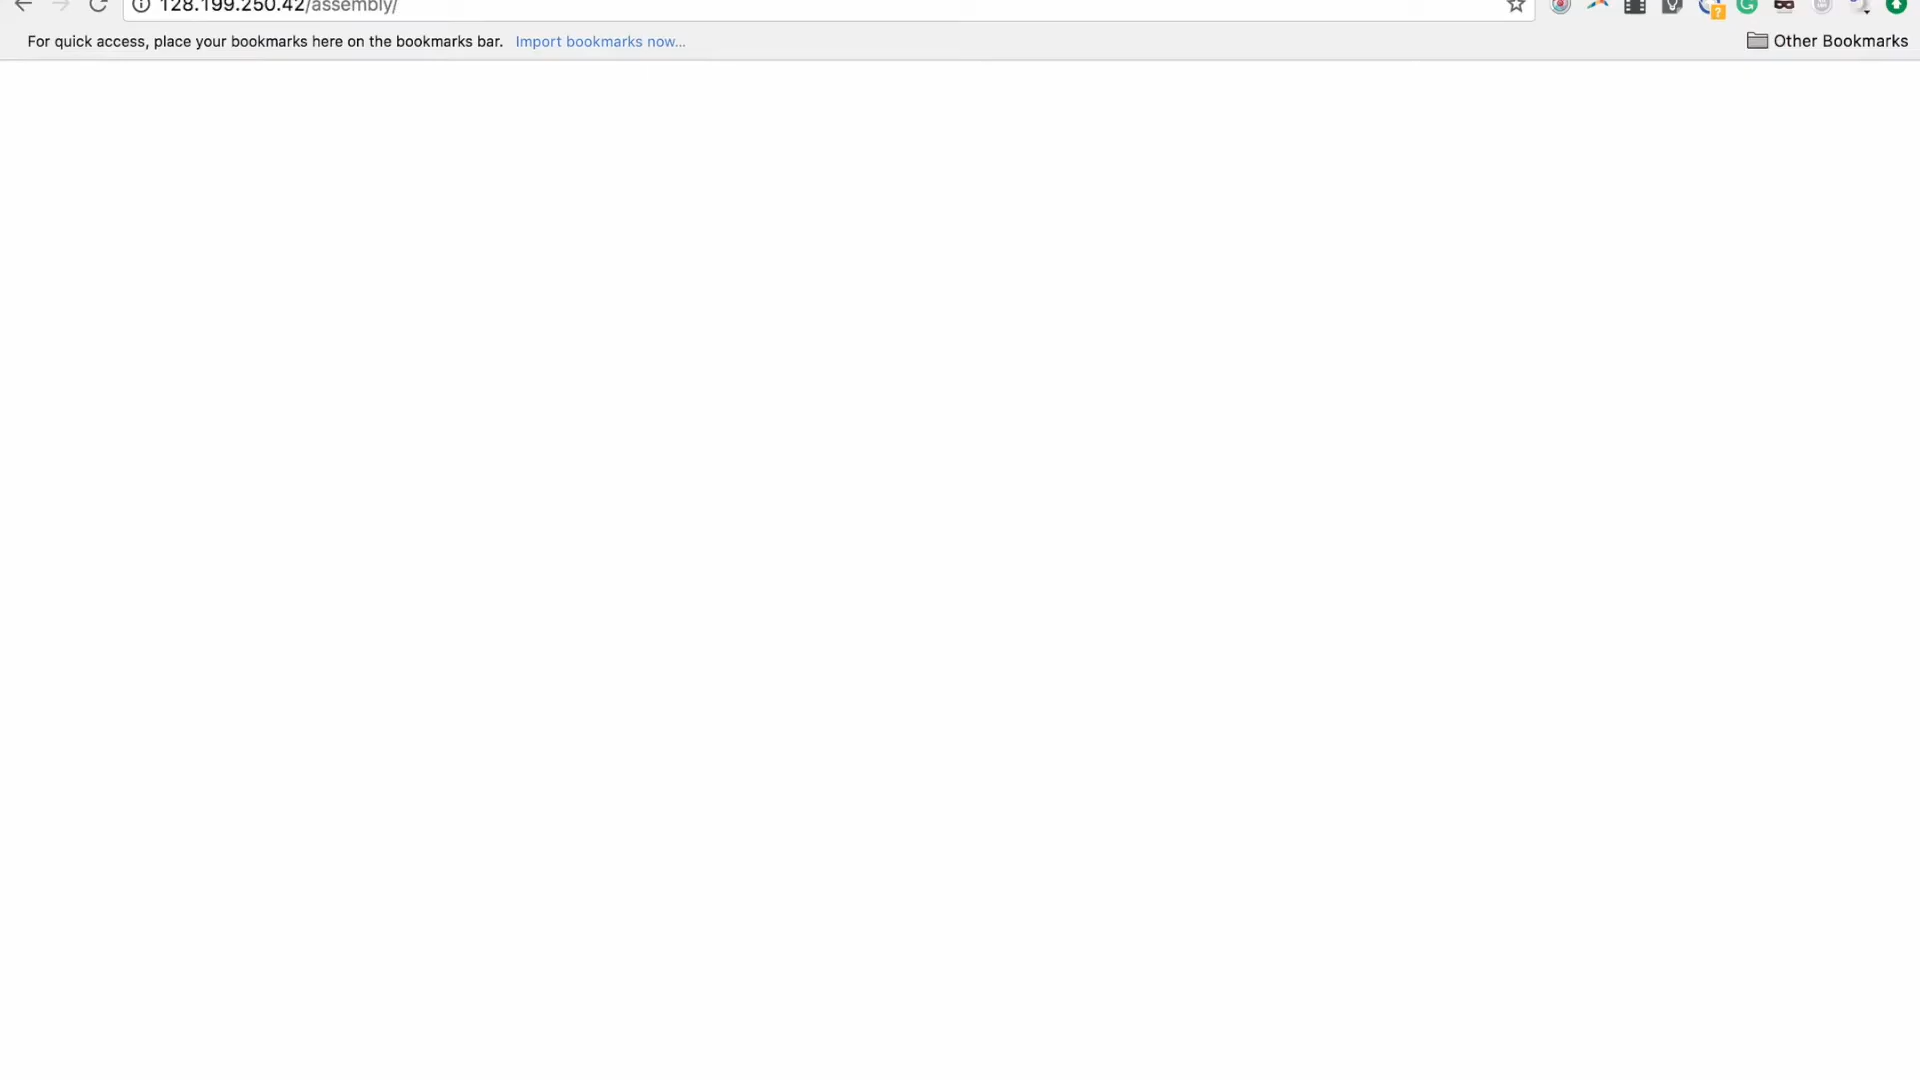 128.199.250.42/assembly/
For quick access, place your bookmarks here on the bookmarks bar. Import bookmarks now...
Other Bookmarks